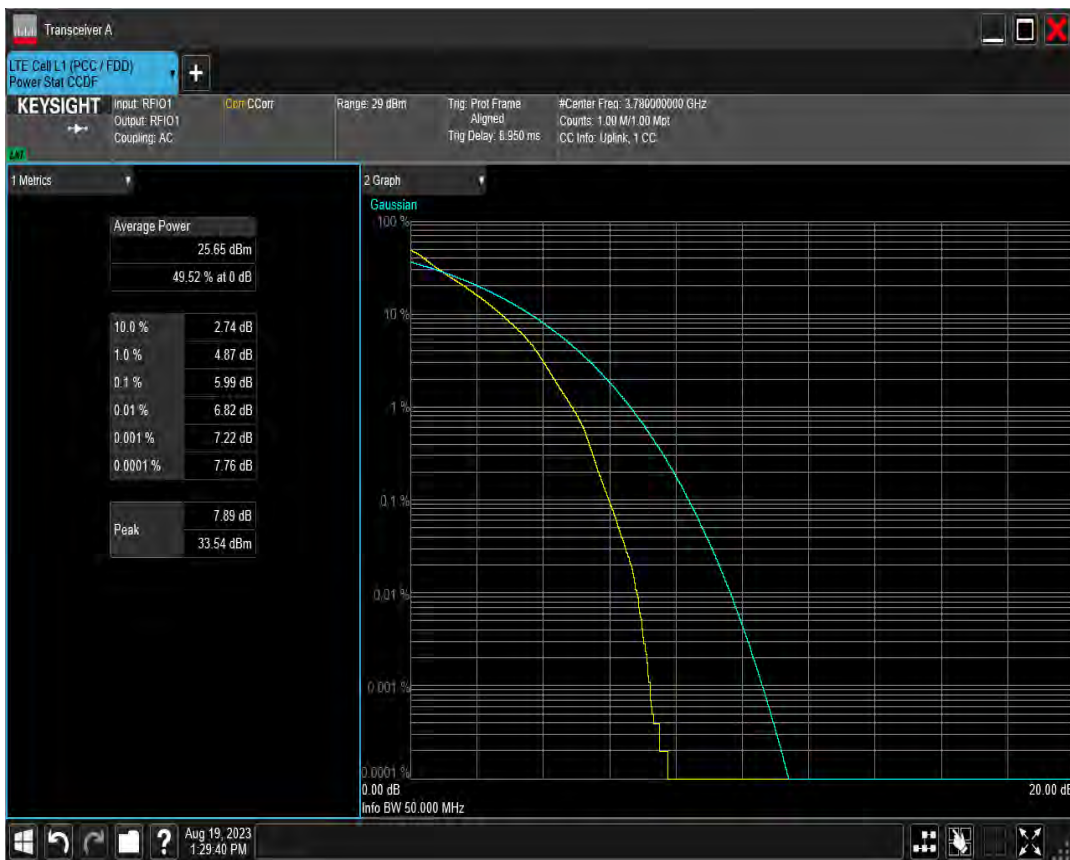 Transceiver A
LTE Cell L1 (PCC / FDD)
Power Stat CCDF
+
KEYSIGHT
Input: RFIO1
Output: RFIO1
Coupling: AC
Corr CCorr
Range: 29 dBm
Trig: Prot Frame
Aligned
Trig Delay: 6.950 ms
#Center Freq: 3.780000000 GHz
Counts: 1.00 M/1.00 Mpt
CC Info: Uplink, 1 CC
1 Metrics
Average Power
25.65 dBm
49.52 % at 0 dB
10.0 % 2.74 dB
1.0 % 4.87 dB
0.1 % 5.99 dB
0.01 % 6.82 dB
0.001 % 7.22 dB
0.0001 % 7.76 dB
Peak
7.89 dB
33.54 dBm
2 Graph
Gaussian
100 %
10 %
1 %
0.1 %
0.01 %
0.001 %
0.0001 %
0.00 dB
20.00 dB
Info BW 50.000 MHz
?
Aug 19, 2023
1:29:40 PM